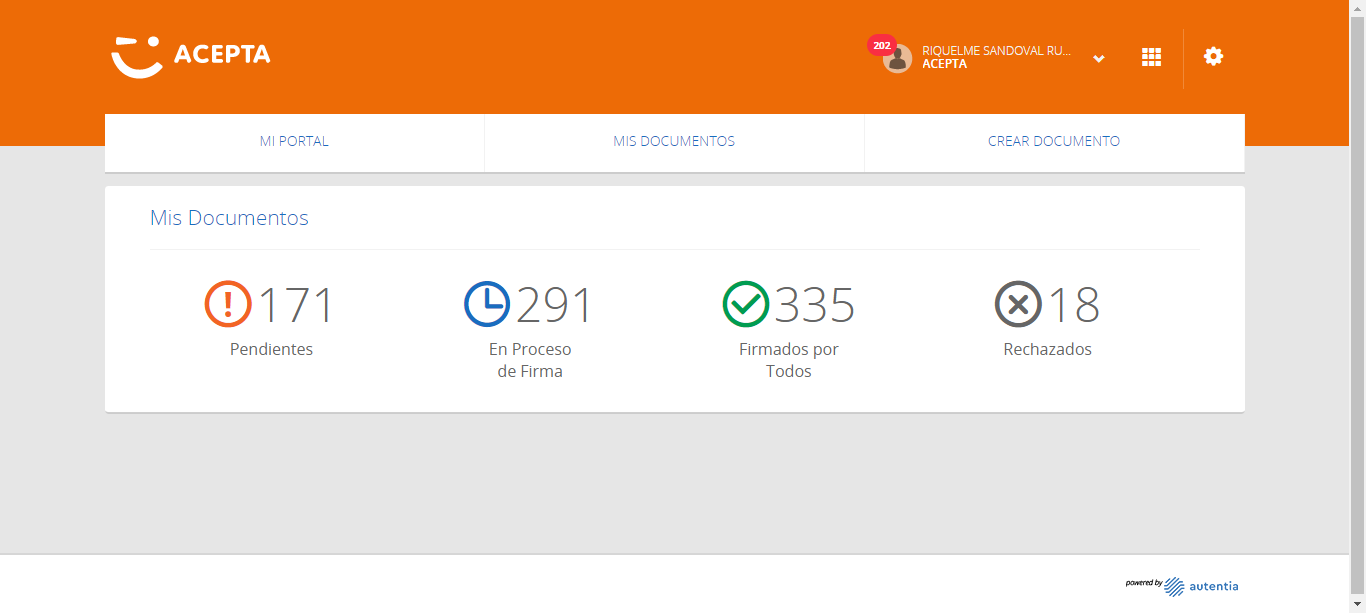 ACEPTA
202
RIQUELME SANDOVAL RU...
ACEPTA
MI PORTAL
MIS DOCUMENTOS
CREAR DOCUMENTO
Mis Documentos
171
Pendientes
291
En Proceso
de Firma
335
Firmados por
Todos
18
Rechazados
powered by autentia